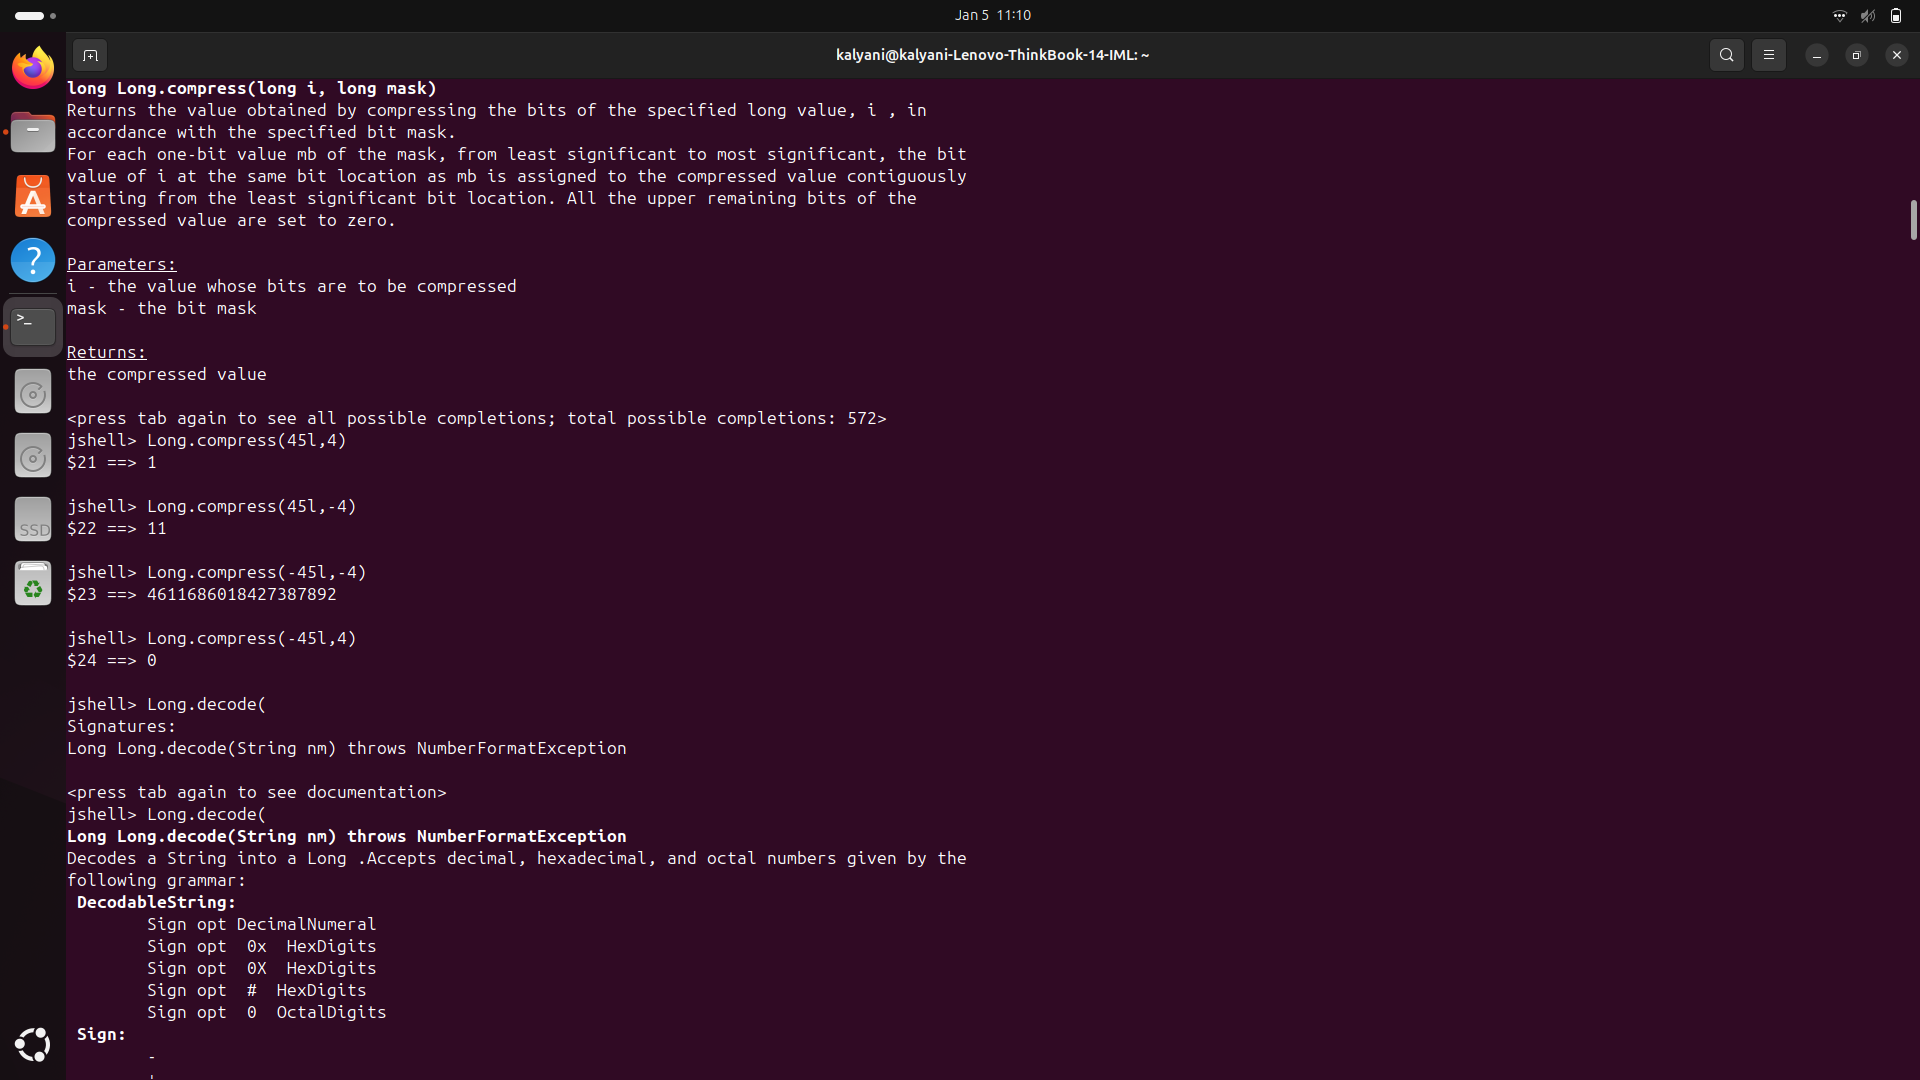 Jan 5 11:10
kalyani@kalyani-Lenovo-ThinkBook-14-IML: ~
long Long.compress(long i, long mask)
Returns the value obtained by compressing the bits of the specified long value, i , in
accordance with the specified bit mask.
For each one-bit value mb of the mask, from least significant to most significant, the bit
value of i at the same bit location as mb is assigned to the compressed value contiguously
starting from the least significant bit location. All the upper remaining bits of the
compressed value are set to zero.
Parameters:
i - the value whose bits are to be compressed
mask - the bit mask
Returns:
the compressed value
<press tab again to see all possible completions; total possible completions: 572>
jshell> Long.compress(45l,4)
$21 ==> 1
jshell> Long.compress(45l,-4)
$22 ==> 11
jshell> Long.compress(-45l,-4)
$23 ==> 4611686018427387892
jshell> Long.compress(-45l,4)
$24 ==> 0
jshell> Long.decode(
Signatures:
Long Long.decode(String nm) throws NumberFormatException
<press tab again to see documentation>
jshell> Long.decode(
Long Long.decode(String nm) throws NumberFormatException
Decodes a String into a Long .Accepts decimal, hexadecimal, and octal numbers given by the
following grammar:
DecodableString:
Sign opt DecimalNumeral
Sign opt  0x  HexDigits
Sign opt  0X  HexDigits
Sign opt  #  HexDigits
Sign opt  0  OctalDigits
Sign:
-
SSD